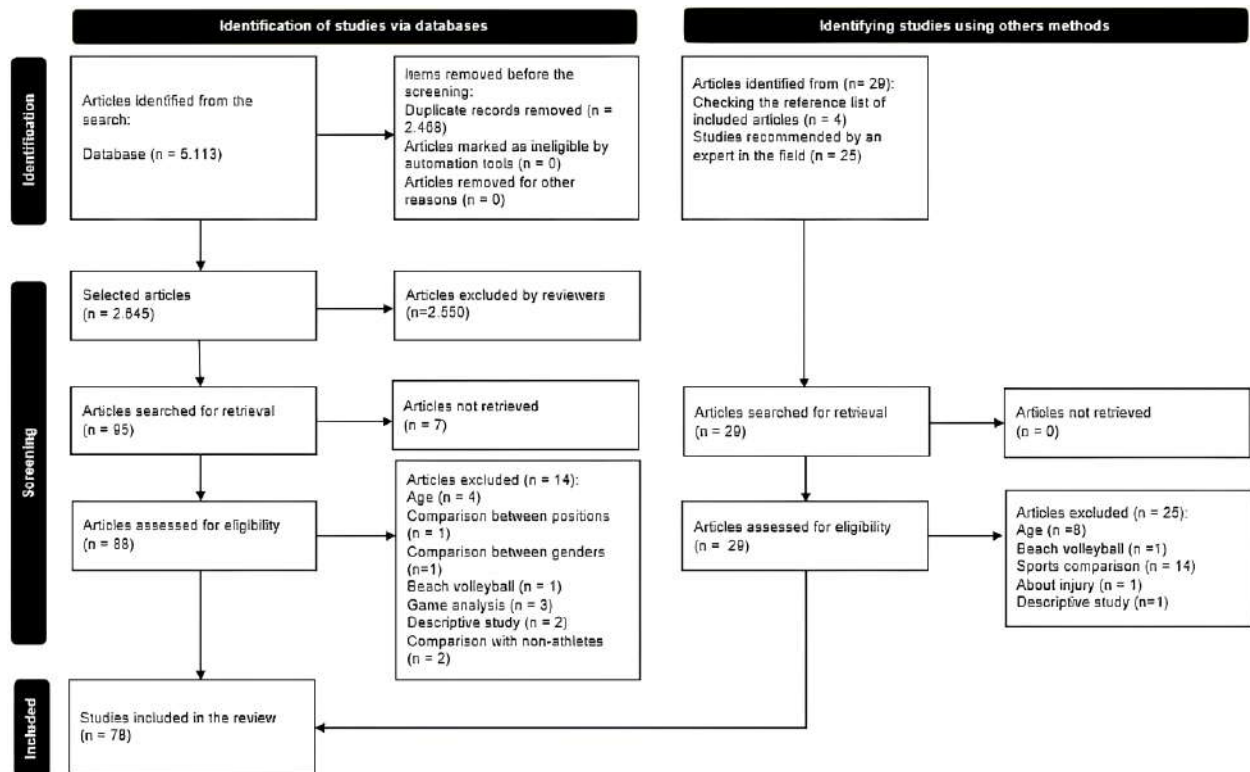 Identification of studies via databases
Identifying studies using others methods
Identification
Articles identified from the
search:
Database (n = 5.113)
Items removed before the
screening:
Duplicate records removed (n =
2.468)
Articles marked as ineligible by
automation tools (n = 0)
Articles removed for other
reasons (n = 0)
Articles identified from (n= 29):
Checking the reference list of
included articles (n = 4)
Studies recommended by an
expert in the field (n = 25)
Screening
Selected articles
(n = 2.645)
Articles excluded by reviewers
(n=2.550)
Articles searched for retrieval
(n = 95)
Articles not retrieved
(n = 7)
Articles searched for retrieval
(n = 29)
Articles not retrieved
(n = 0)
Articles assessed for eligibility
(n = 88)
Articles excluded (n = 14):
Age (n = 4)
Comparison between positions
(n = 1)
Comparison between genders
(n=1)
Beach volleyball (n = 1)
Game analysis (n = 3)
Descriptive study (n = 2)
Comparison with non-athletes
(n = 2)
Articles assessed for eligibility
(n = 29)
Articles excluded (n = 25):
Age (n =8)
Beach volleyball (n =1)
Sports comparison (n = 14)
About injury (n = 1)
Descriptive study (n=1)
Included
Studies included in the review
(n = 78)